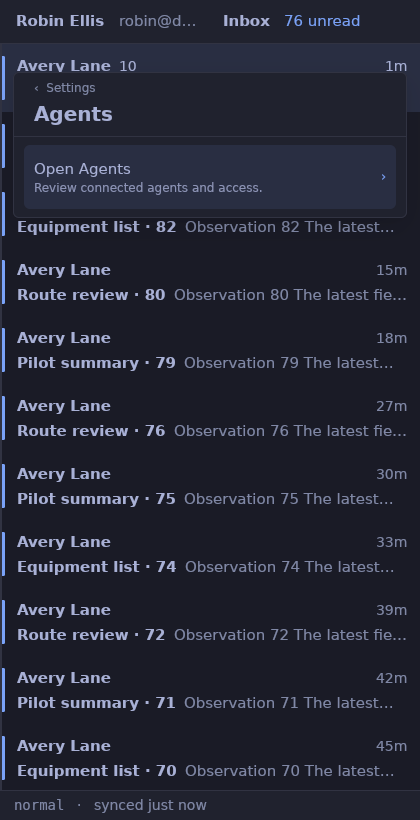 Robin Ellis robin@d… Inbox 76 unread
Avery Lane 10 1m
‹ Settings
Agents
Open Agents ›
Review connected agents and access.
Equipment list · 82 Observation 82 The latest…
Avery Lane 15m
Route review · 80 Observation 80 The latest fie…
Avery Lane 18m
Pilot summary · 79 Observation 79 The latest…
Avery Lane 27m
Route review · 76 Observation 76 The latest fie…
Avery Lane 30m
Pilot summary · 75 Observation 75 The latest…
Avery Lane 33m
Equipment list · 74 Observation 74 The latest…
Avery Lane 39m
Route review · 72 Observation 72 The latest fie…
Avery Lane 42m
Pilot summary · 71 Observation 71 The latest…
Avery Lane 45m
Equipment list · 70 Observation 70 The latest…
normal · synced just now